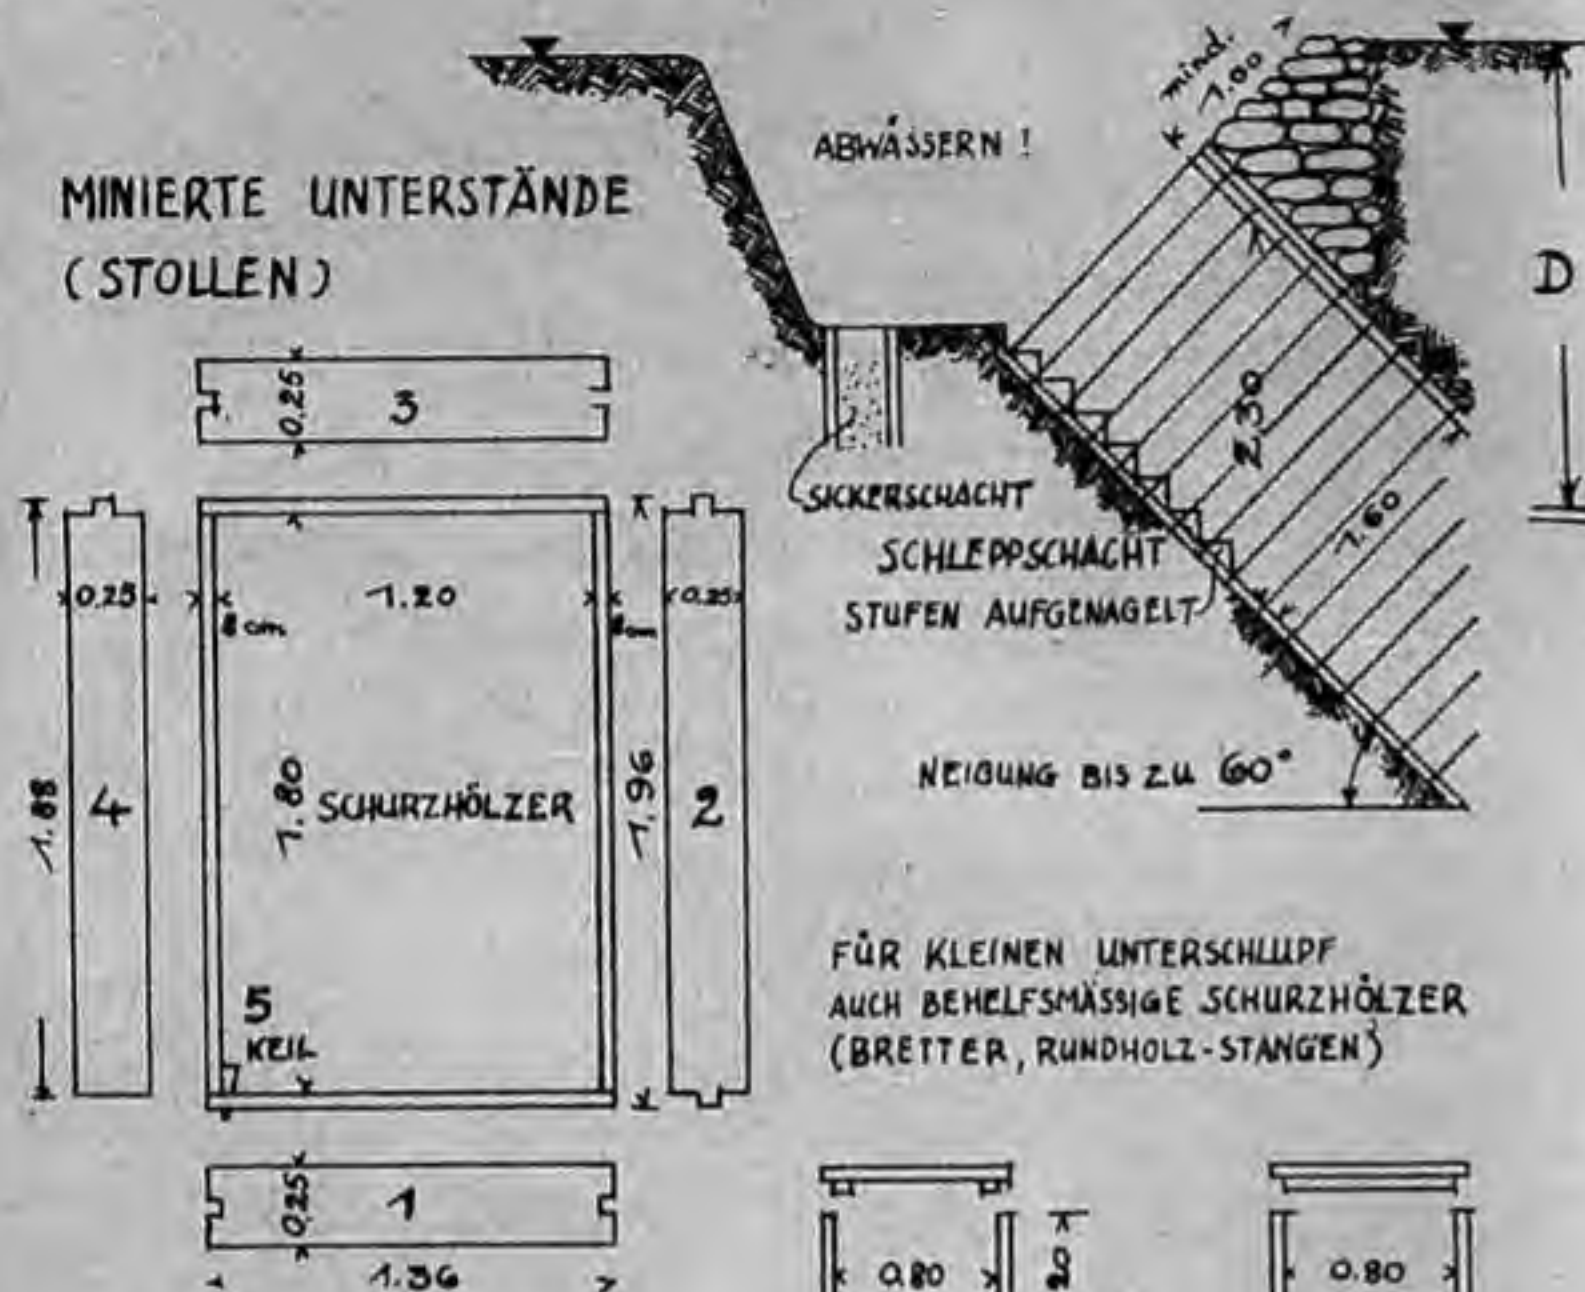 MINIERTE UNTERSTÄNDE
(STOLLEN)
ABWÄSSERN!
mind.
1.00
D
0.25
3
2.30
SICKERSCHACHT
SCHLEPPSCHACHT
STUFEN AUFGENAGELT
1.60
0.25
1.20
8 cm
8 cm
0.25
1.88
4
1.80
SCHURZHÖLZER
1.96
2
NEIGUNG BIS ZU 60°
5
KEIL
FÜR KLEINEN UNTERSCHLUPF
AUCH BEHELFSMÄSSIGE SCHURZHÖLZER
(BRETTER, RUNDHOLZ-STANGEN)
0.25
1
1.36
0.80
20
0.80